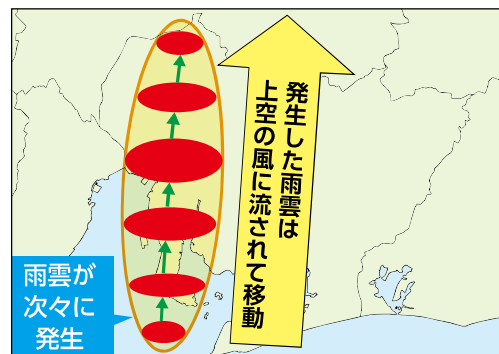 発生した雨雲は
上空の風に流されて移動
雨雲が
次々に
発生